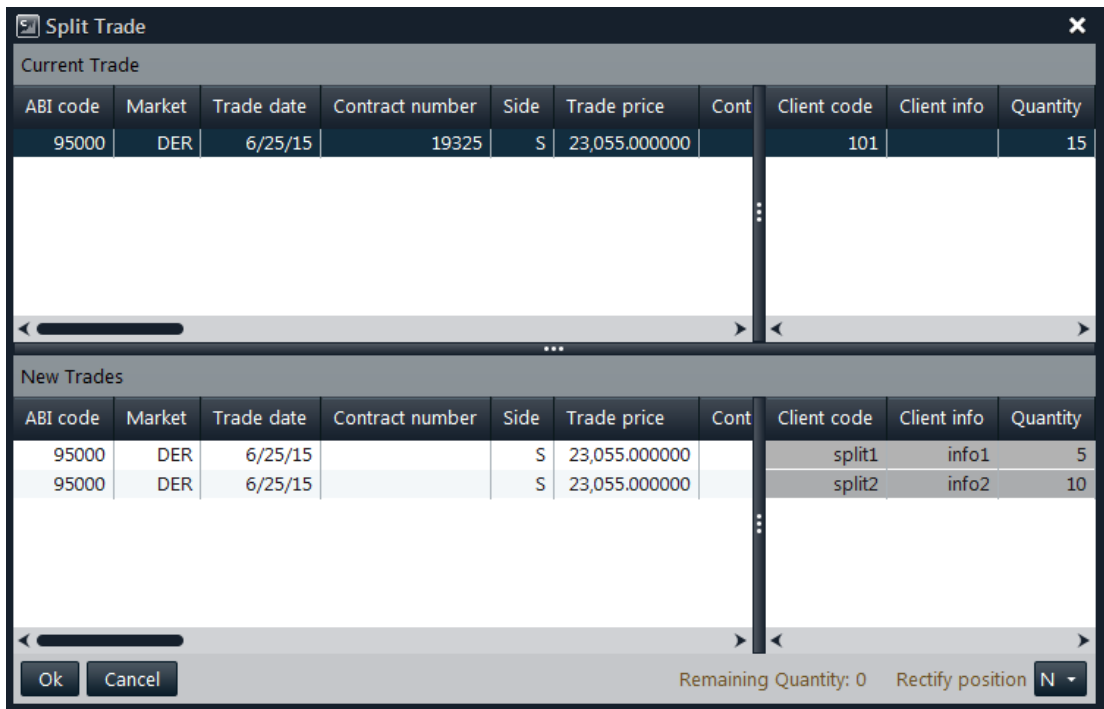 Split Trade
Current Trade
ABI code Market Trade date Contract number Side Trade price Cont Client code Client info Quantity
95000 DER 6/25/15 19325 S 23,055.000000 101 15
New Trades
ABI code Market Trade date Contract number Side Trade price Cont Client code Client info Quantity
95000 DER 6/25/15 S 23,055.000000 split1 info1 5
95000 DER 6/25/15 S 23,055.000000 split2 info2 10
Ok Cancel Remaining Quantity: 0 Rectify position N